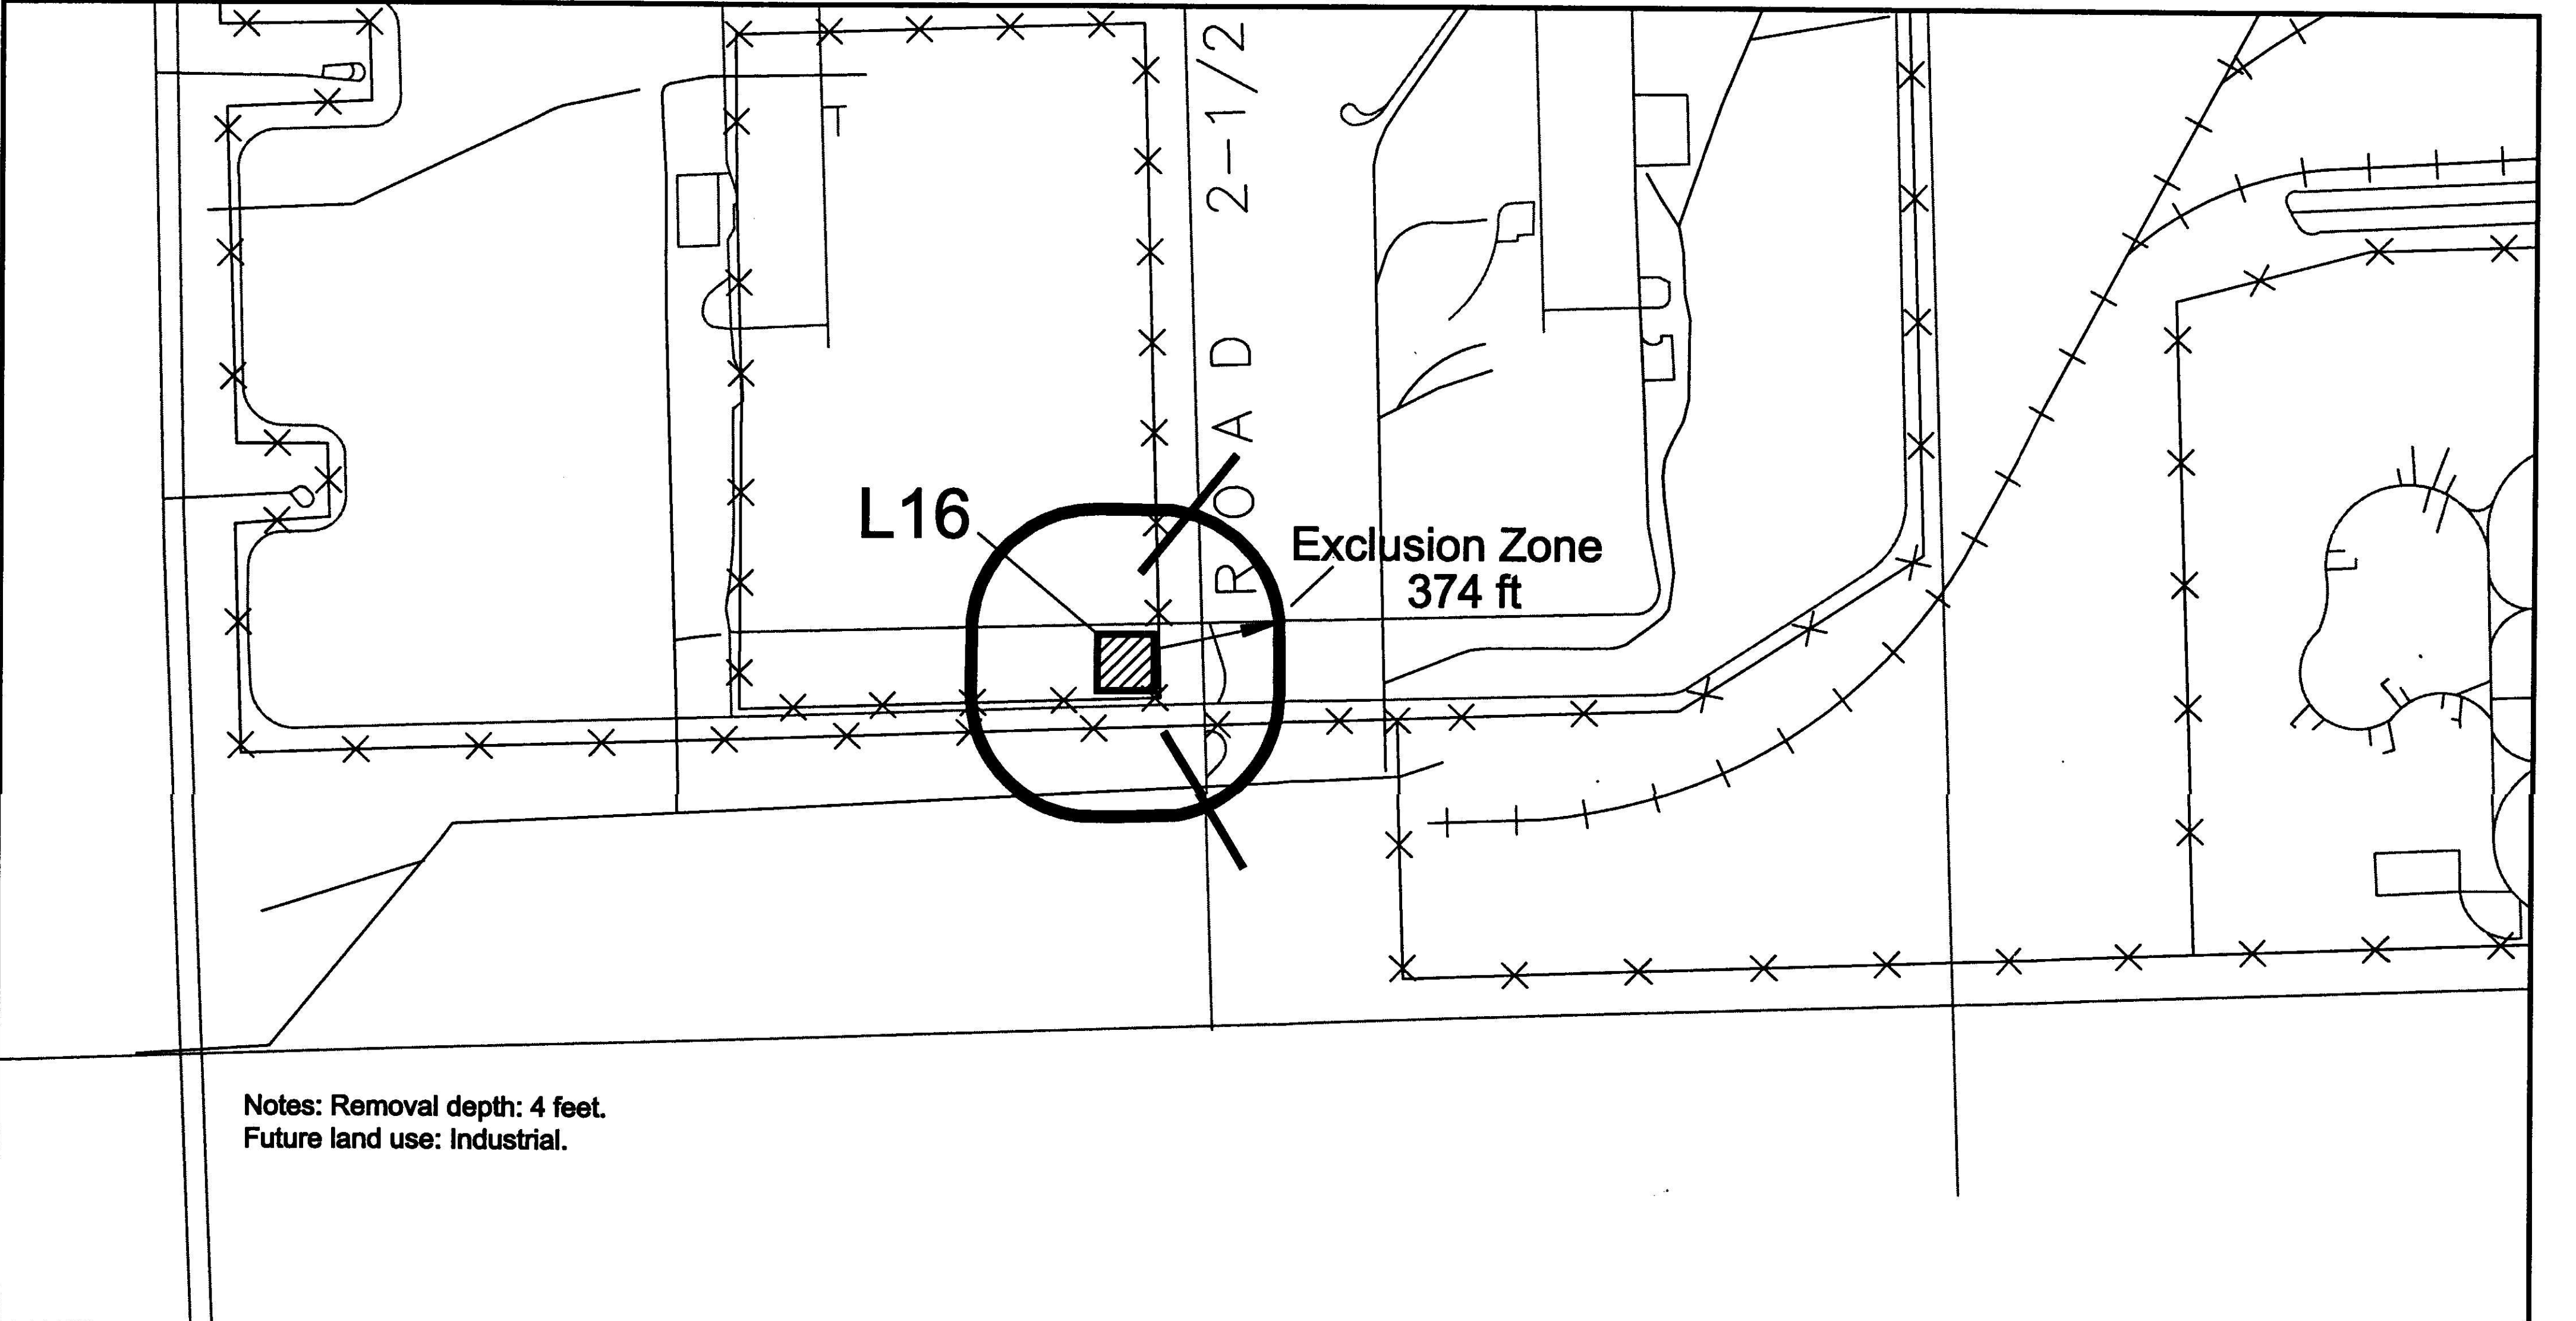 ROAD 2-1/2
L16
Exclusion Zone
374 ft
Notes: Removal depth: 4 feet.
Future land use: Industrial.